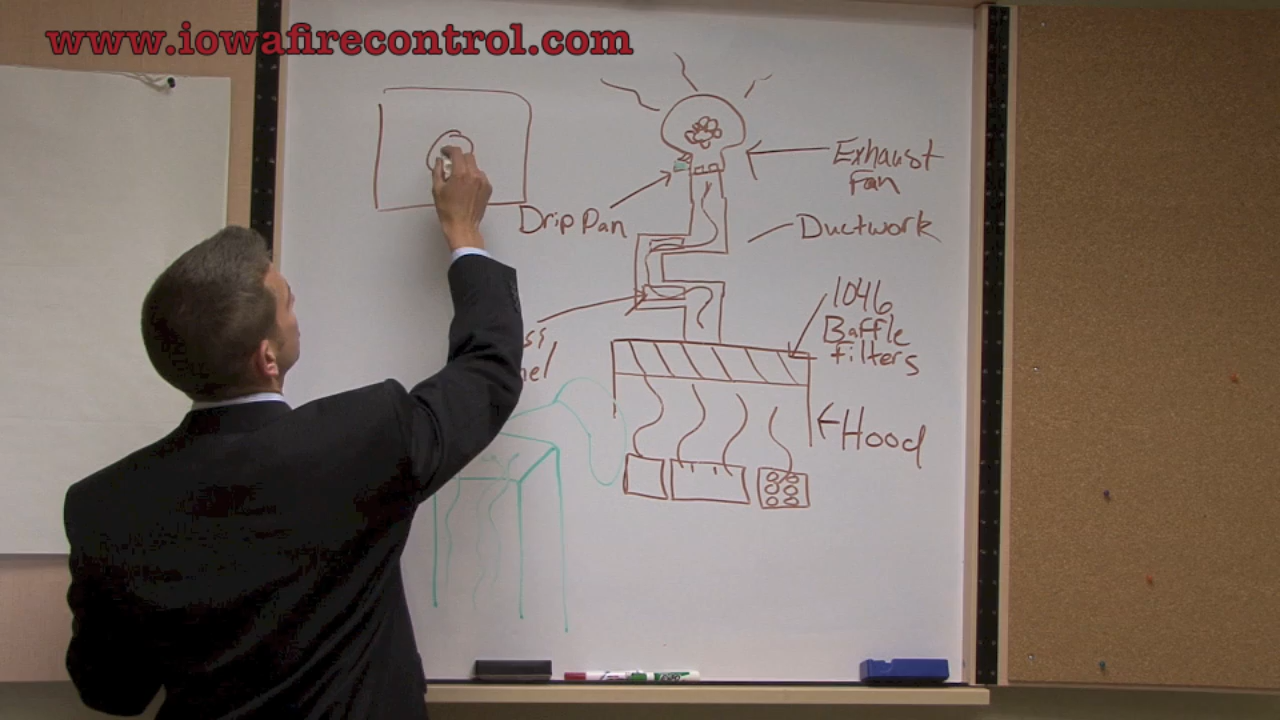 www.iowafirecontrol.com
Exhaust
Fan
Drip Pan
Ductwork
1046
Baffle
filters
Hood